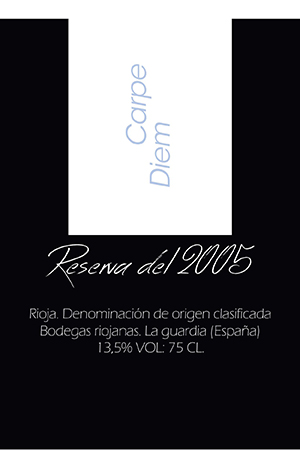 Carpe
Diem
Reserva del 2005
Rioja. Denominación de origen clasificada
Bodegas riojanas. La guardia (España)
13,5% VOL: 75 CL.